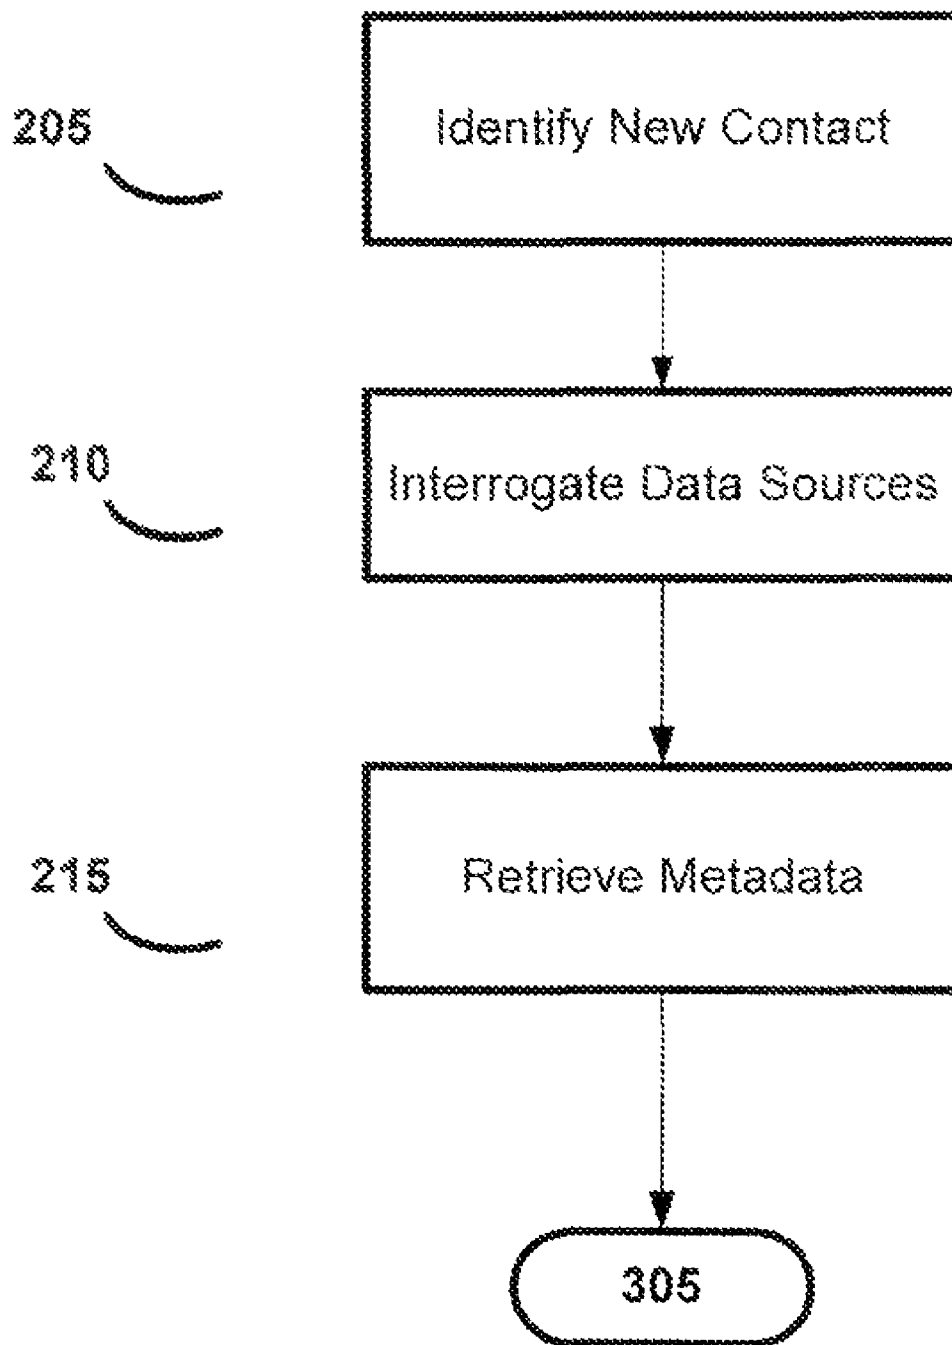 205
Identify New Contact
210
Interrogate Data Sources
215
Retrieve Metadata
305